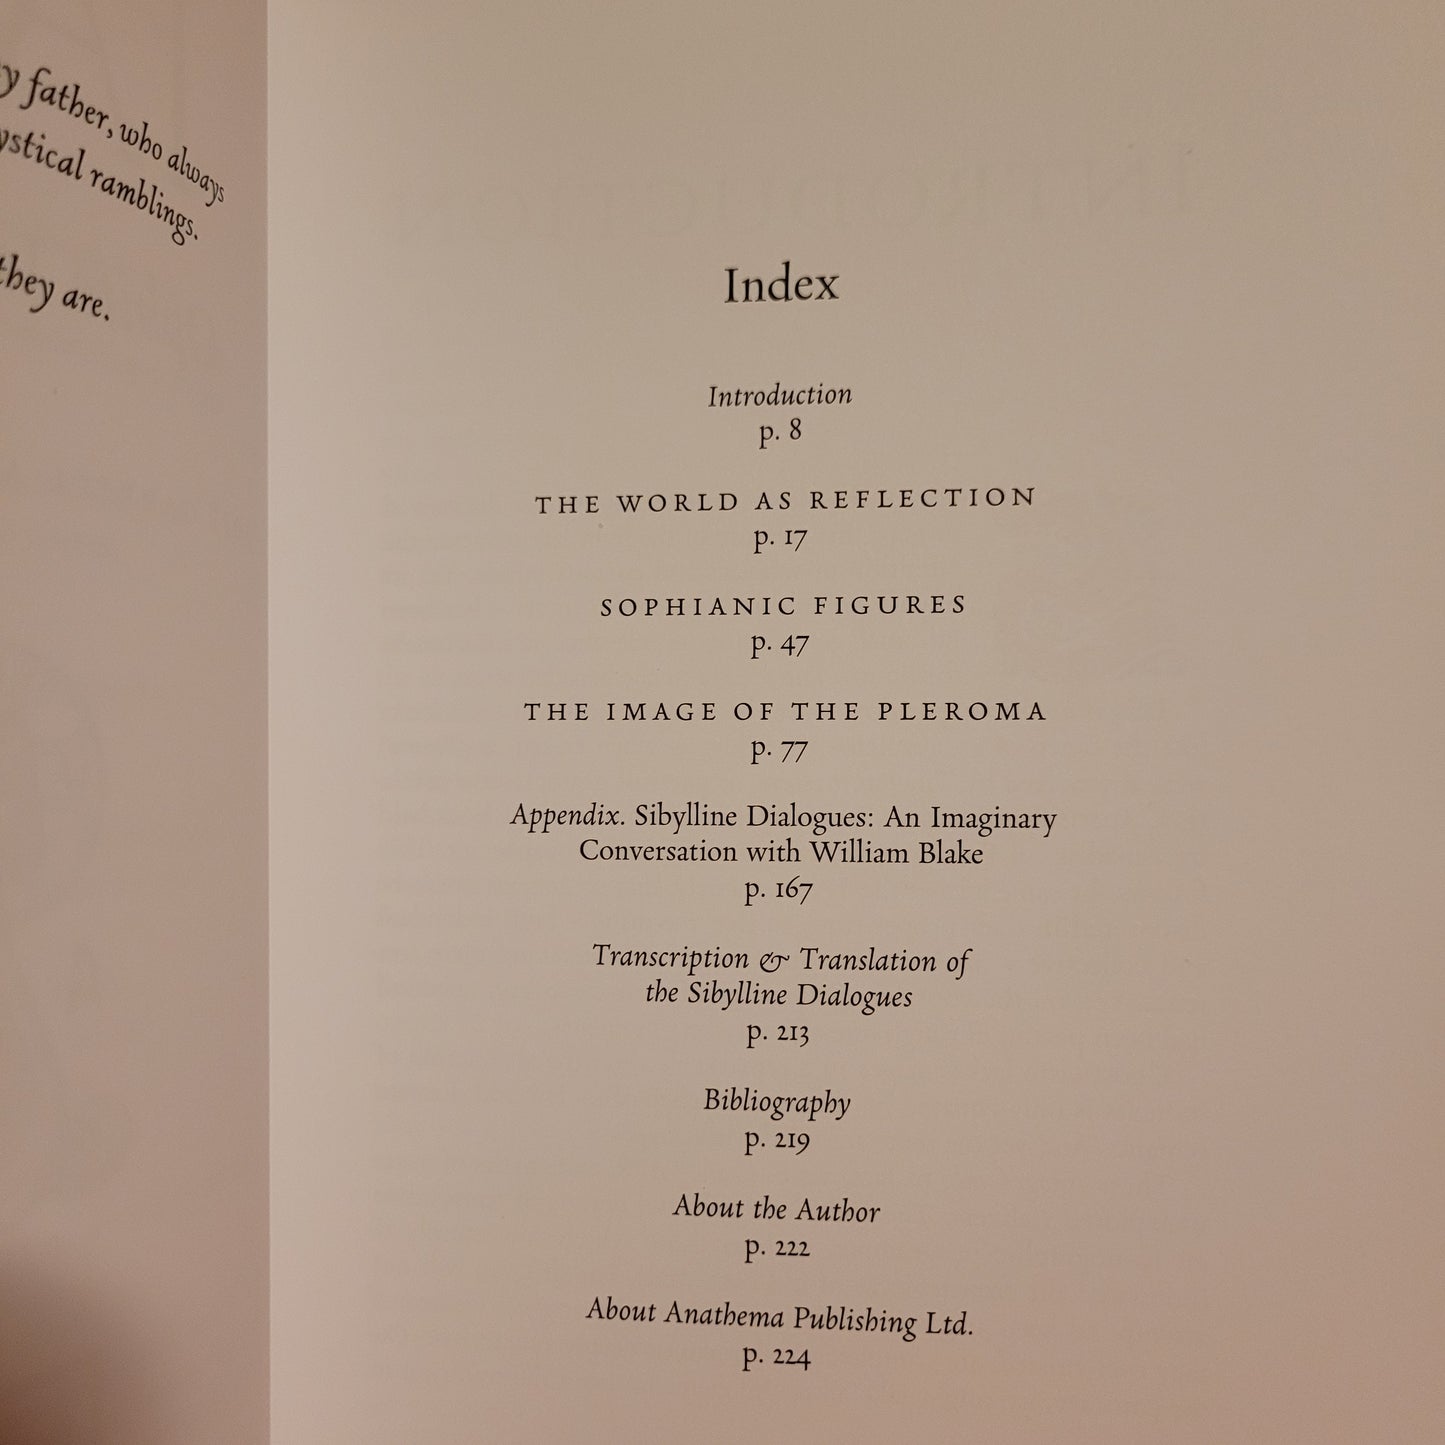 father, who always
ramblings.
they are.
Index
Introduction
p. 8
THE WORLD AS REFLECTION
p. 17
SOPHIANIC FIGURES
p. 47
THE IMAGE OF THE PLEROMA
p. 77
Appendix. Sibylline Dialogues: An Imaginary
Conversation with William Blake
p. 167
Transcription & Translation of
the Sibylline Dialogues
p. 213
Bibliography
p. 219
About the Author
p. 222
About Anathema Publishing Ltd.
p. 224